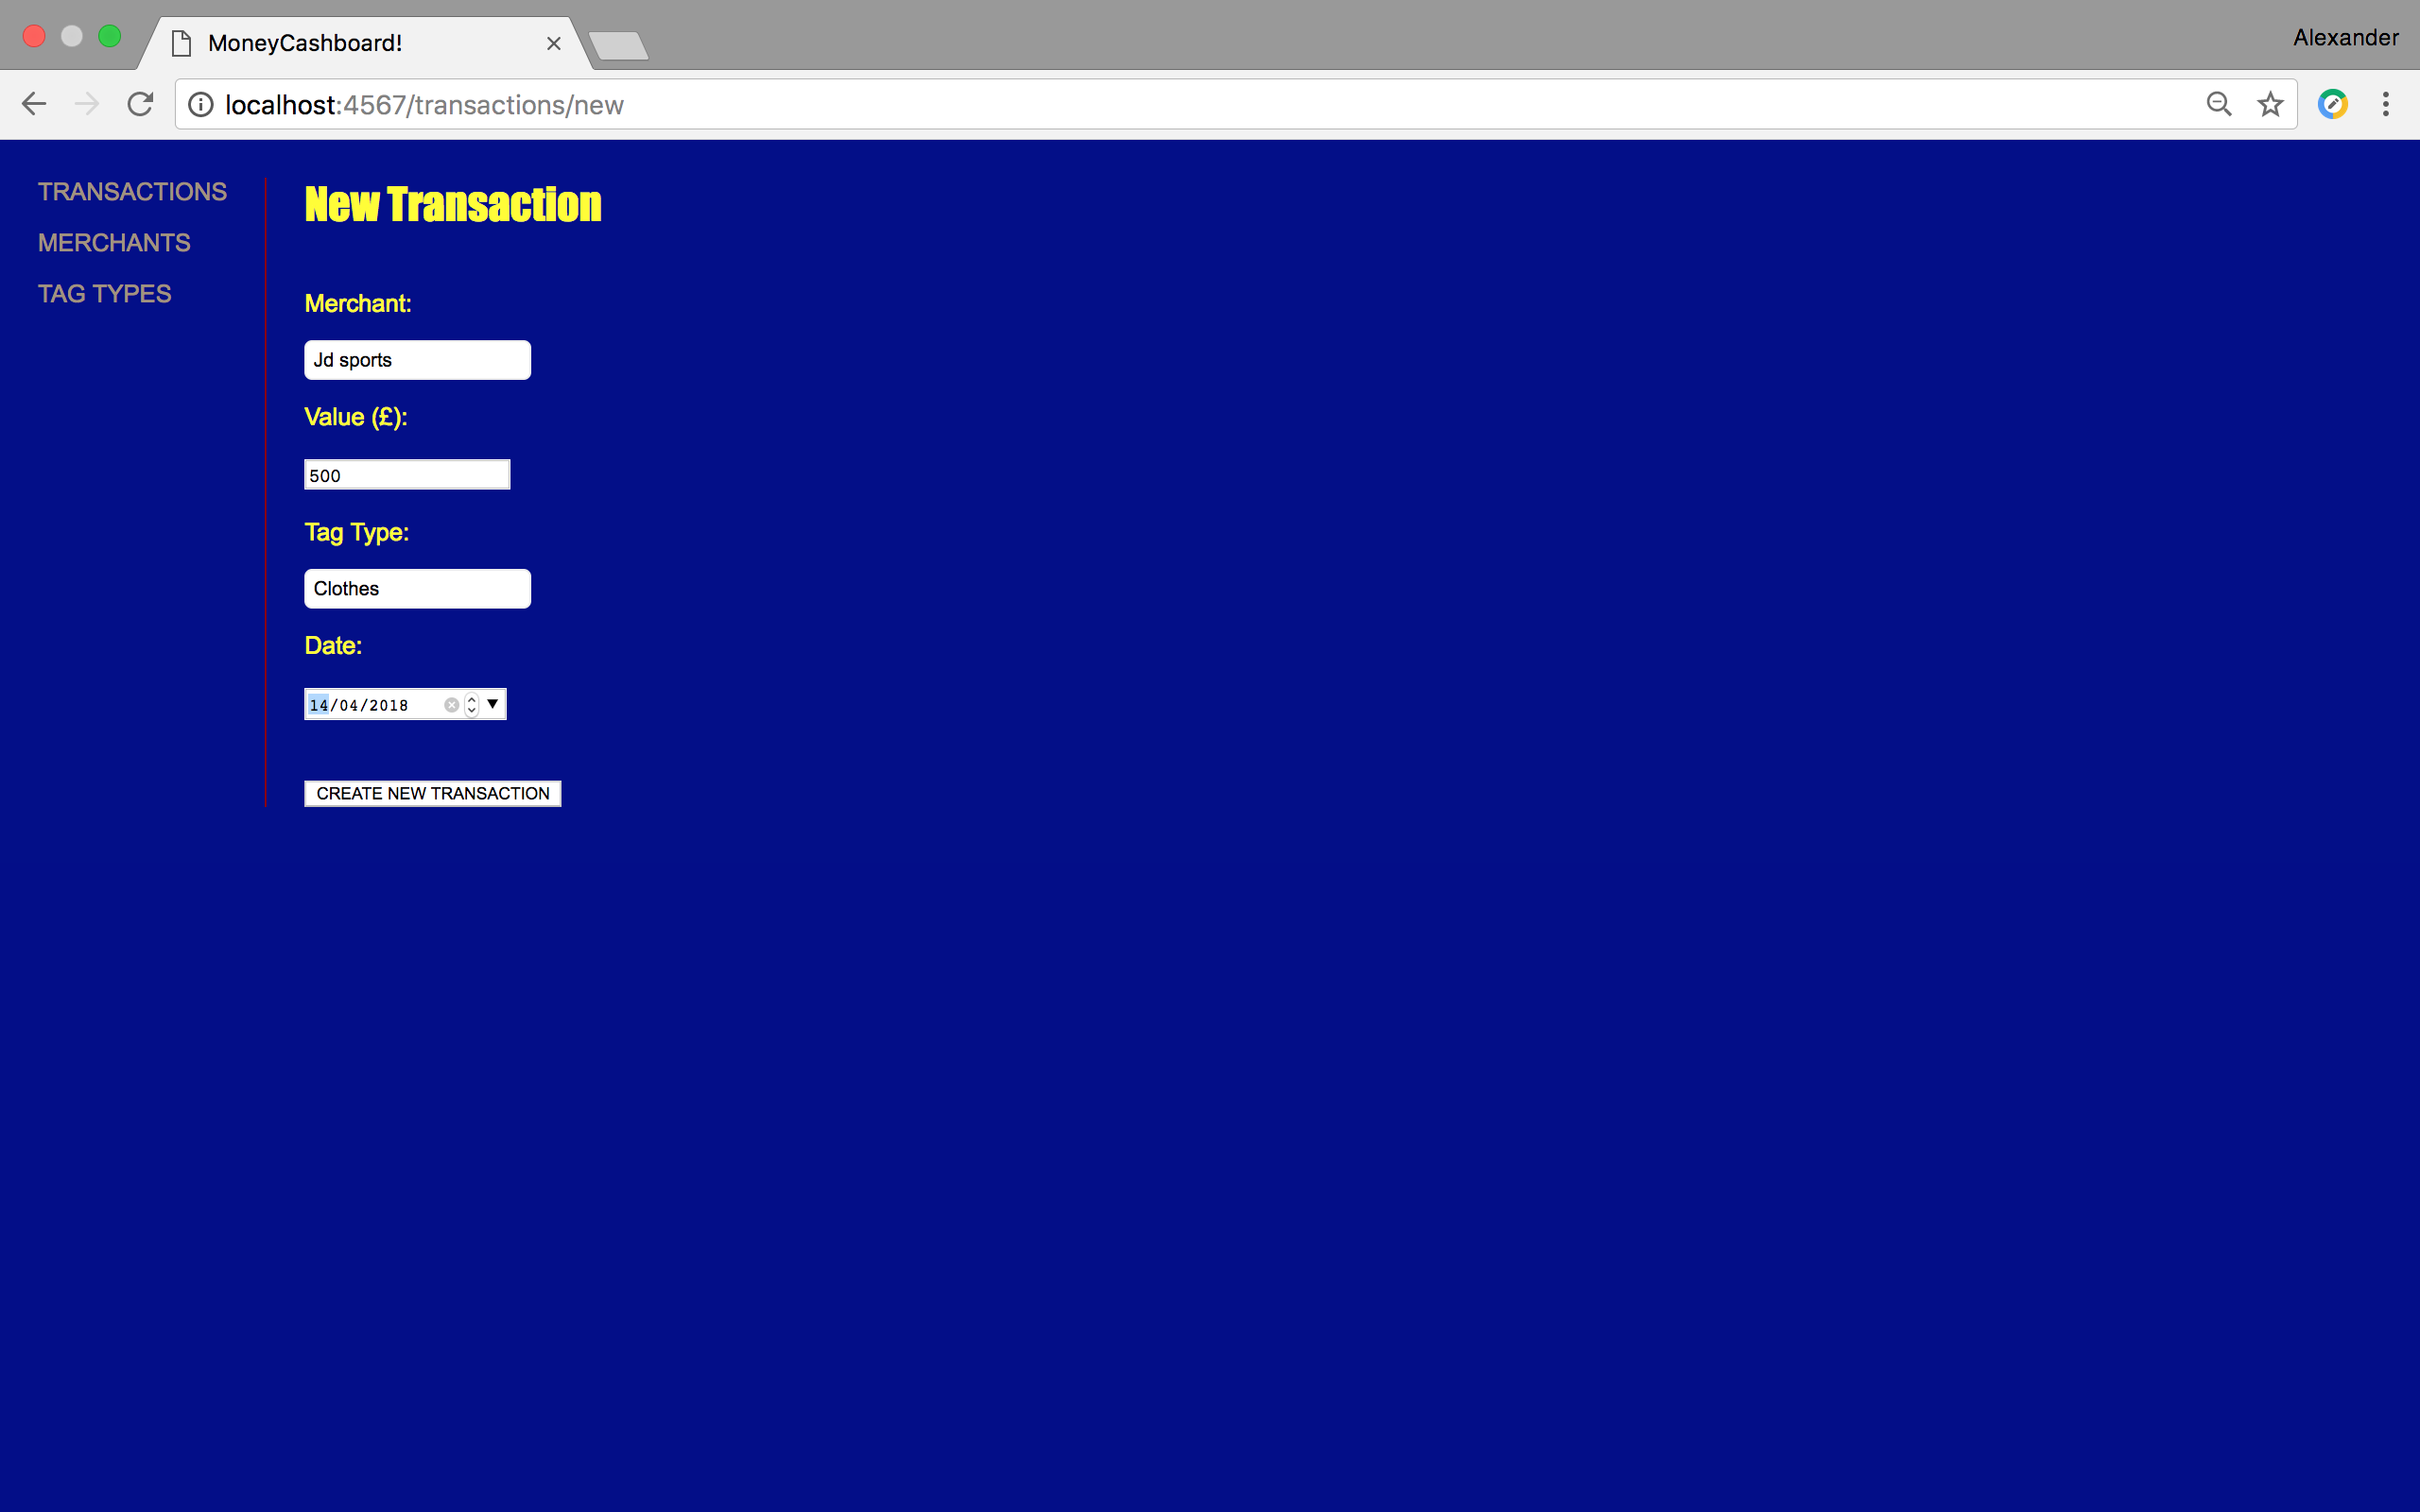 MoneyCashboard!
Alexander
localhost:4567/transactions/new
TRANSACTIONS
MERCHANTS
TAG TYPES
New Transaction
Merchant:
Jd sports
Value (£):
500
Tag Type:
Clothes
Date:
14/04/2018
CREATE NEW TRANSACTION